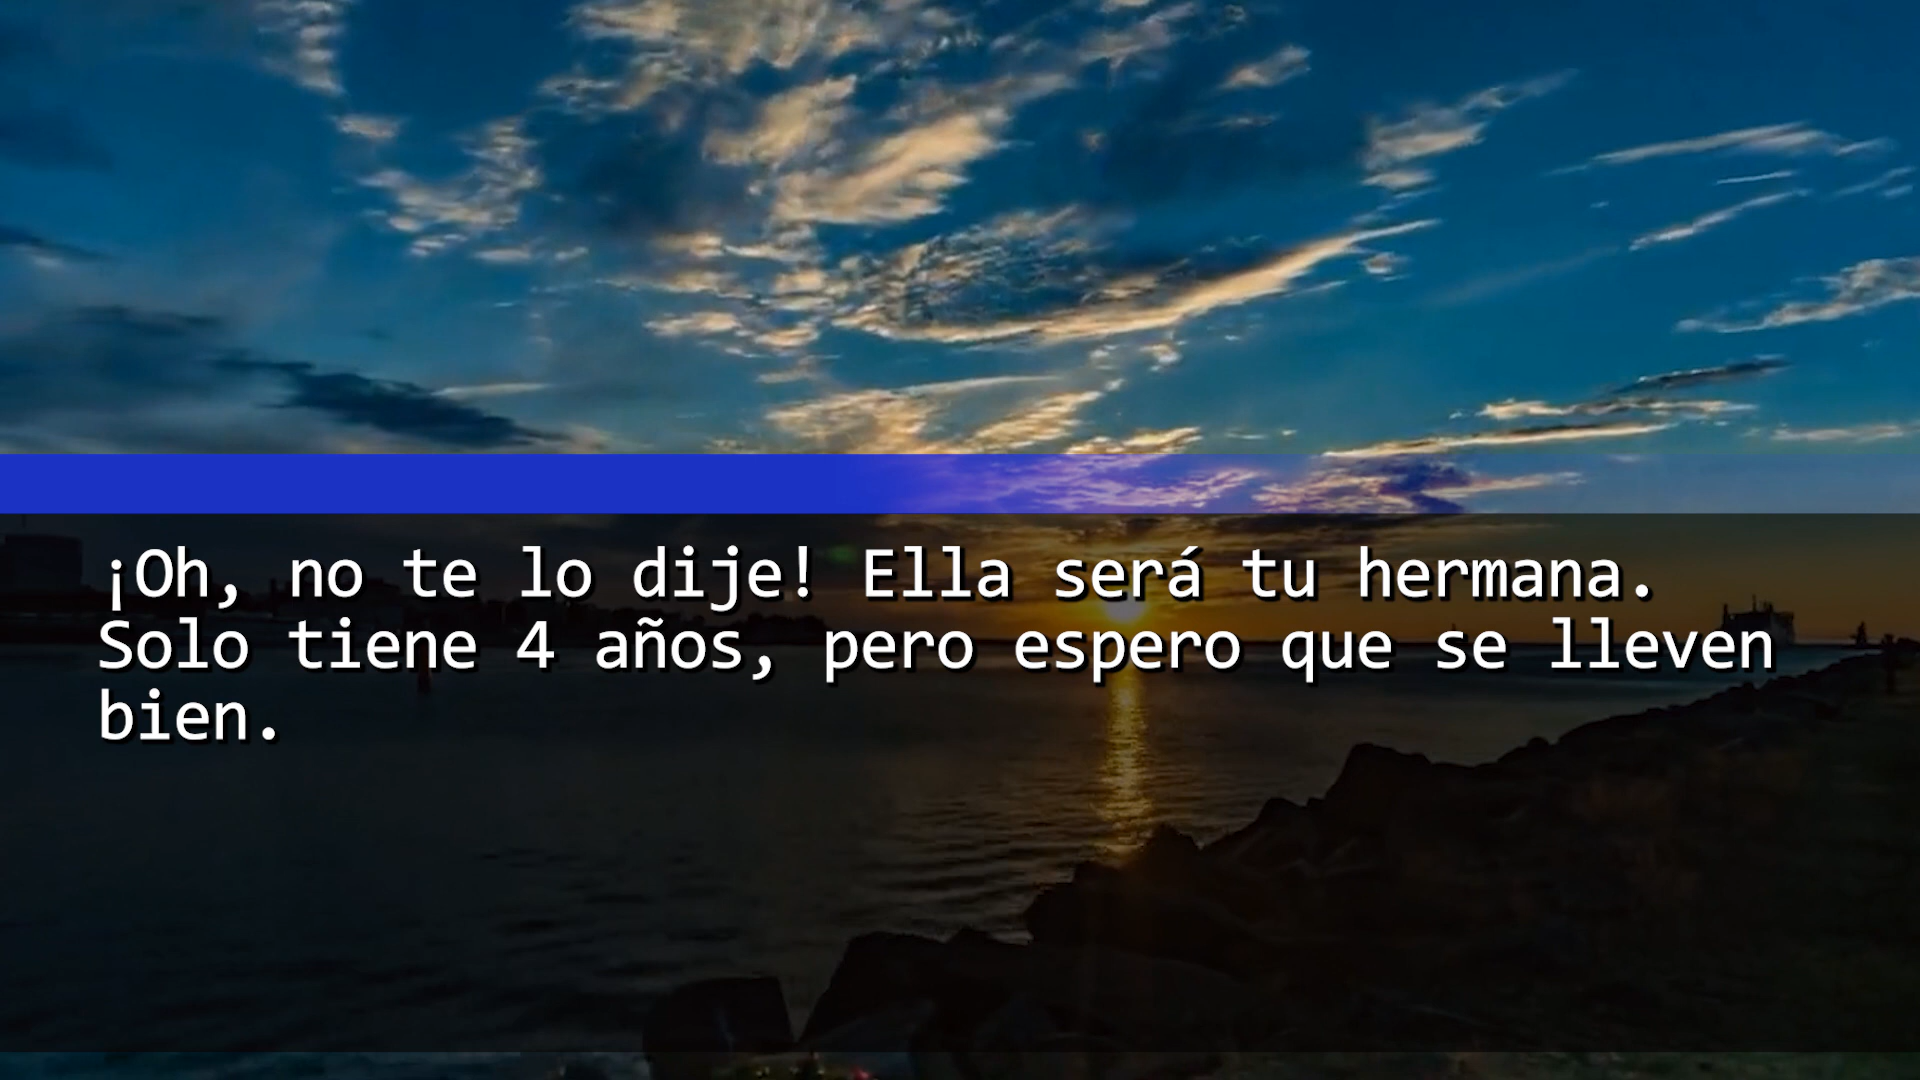 ¡Oh, no te lo dije! Ella será tu hermana.
Solo tiene 4 años, pero espero que se lleven
bien.